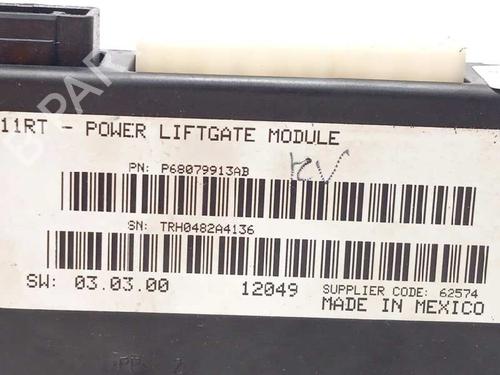 11RT - POWER LIFTGATE MODULE
KV
PN: P68079913AB
SN: TRH0482A4136
SW: 03.03.00 12049 SUPPLIER CODE: 62574
MADE IN MEXICO